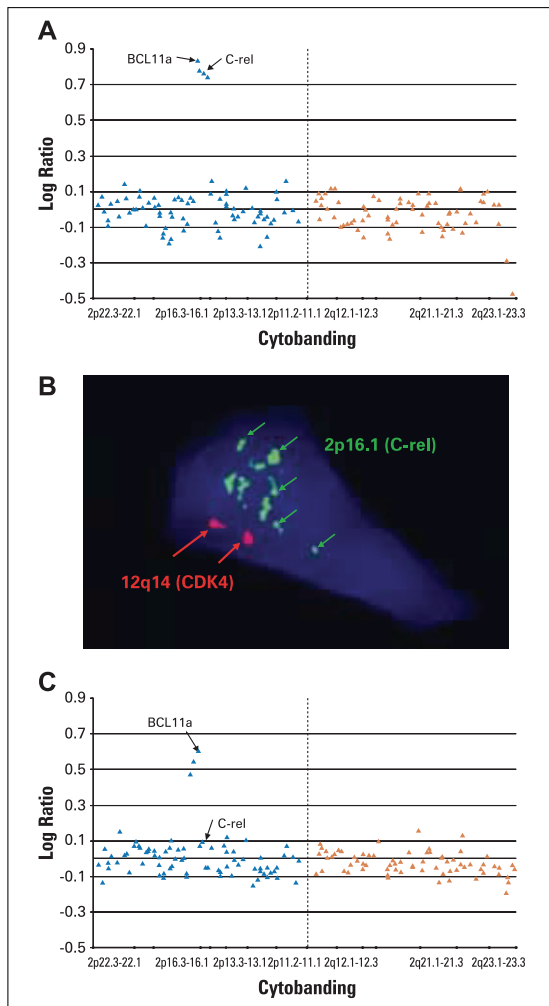 A
0.9
0.7
0.5
0.3
0.1
-0.1
-0.3
-0.5
Log Ratio
BCL11a
C-rel
2p22.3-22.1 2p16.3-16.1 2p13.3-13.1 2p11.2-11.1 2q12.1-12.3 2q21.1-21.3 2q23.1-23.3
Cytobanding
B
2p16.1 (C-rel)
12q14 (CDK4)
C
0.9
0.7
0.5
0.3
0.1
-0.1
-0.3
-0.5
Log Ratio
BCL11a
C-rel
2p22.3-22.1 2p16.3-16.1 2p13.3-13.1 2p11.2-11.1 2q12.1-12.3 2q21.1-21.3 2q23.1-23.3
Cytobanding